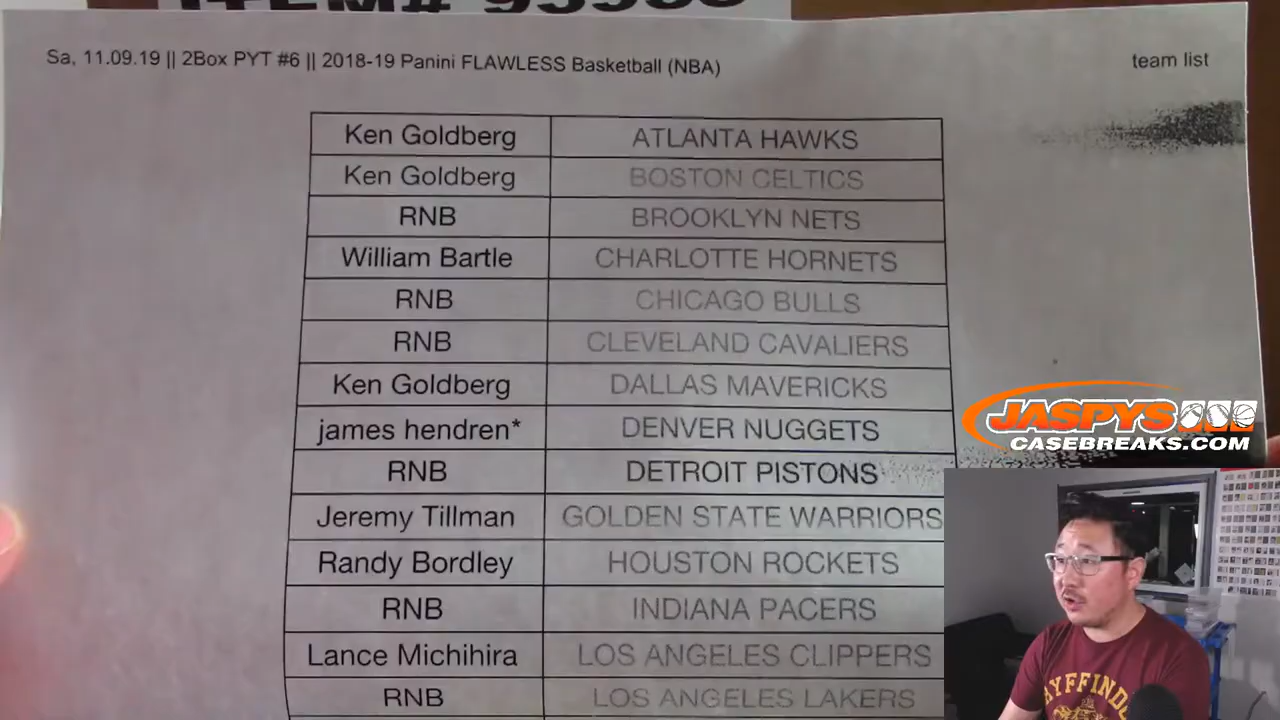 Sa, 11.09.19 || 2Box PYT #6 || 2018-19 Panini FLAWLESS Basketball (NBA) team list
Ken Goldberg ATLANTA HAWKS
Ken Goldberg BOSTON CELTICS
RNB BROOKLYN NETS
William Bartle CHARLOTTE HORNETS
RNB CHICAGO BULLS
RNB CLEVELAND CAVALIERS
Ken Goldberg DALLAS MAVERICKS
james hendren* DENVER NUGGETS
RNB DETROIT PISTONS
Jeremy Tillman GOLDEN STATE WARRIORS
Randy Bordley HOUSTON ROCKETS
RNB INDIANA PACERS
Lance Michihira LOS ANGELES CLIPPERS
RNB LOS ANGELES LAKERS
JASPYS
CASEBREAKS.COM